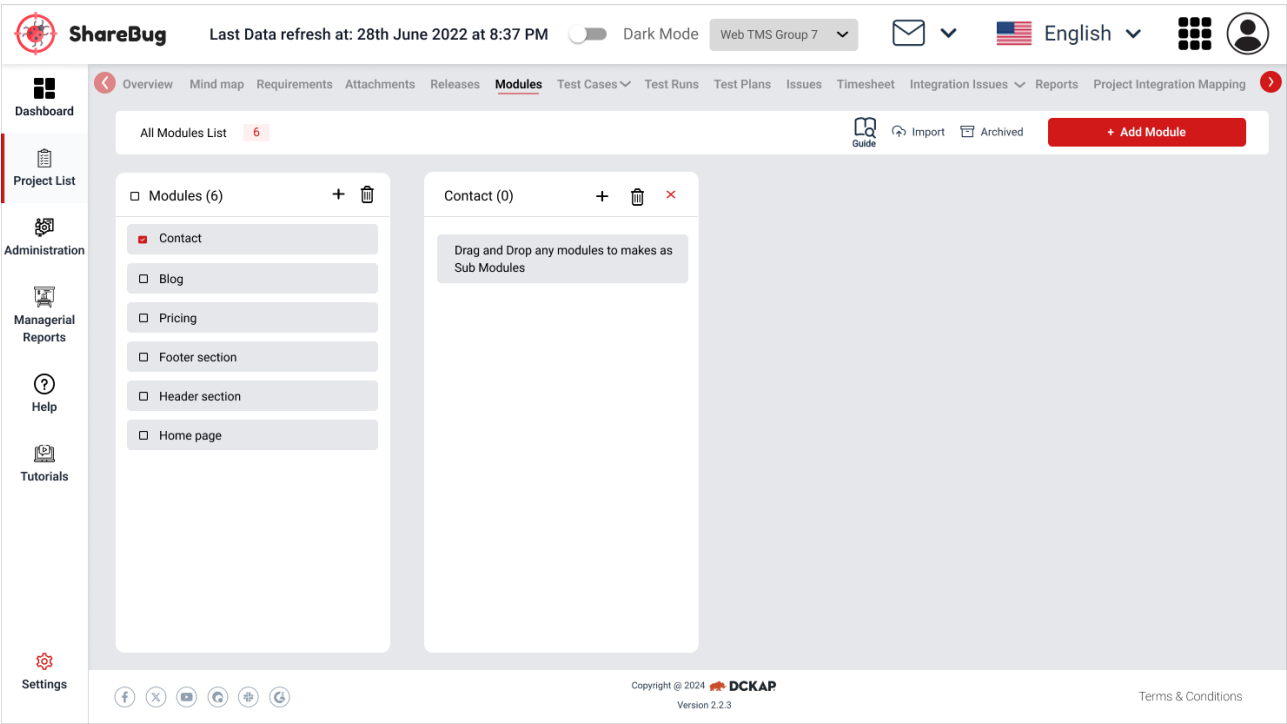 ShareBug
Last Data refresh at: 28th June 2022 at 8:37 PM
Dark Mode
Web TMS Group 7
English
Overview Mind map Requirements Attachments Releases Modules Test Cases Test Runs Test Plans Issues Timesheet Integration Issues Reports Project Integration Mapping
Dashboard
Project List
Administration
Managerial
Reports
Help
Tutorials
Settings
All Modules List 6
Guide
Import
Archived
+ Add Module
Modules (6)
Contact
Blog
Pricing
Footer section
Header section
Home page
Contact (0)
Drag and Drop any modules to makes as
Sub Modules
Copyright @ 2024 DCKAP
Version 2.2.3
Terms & Conditions